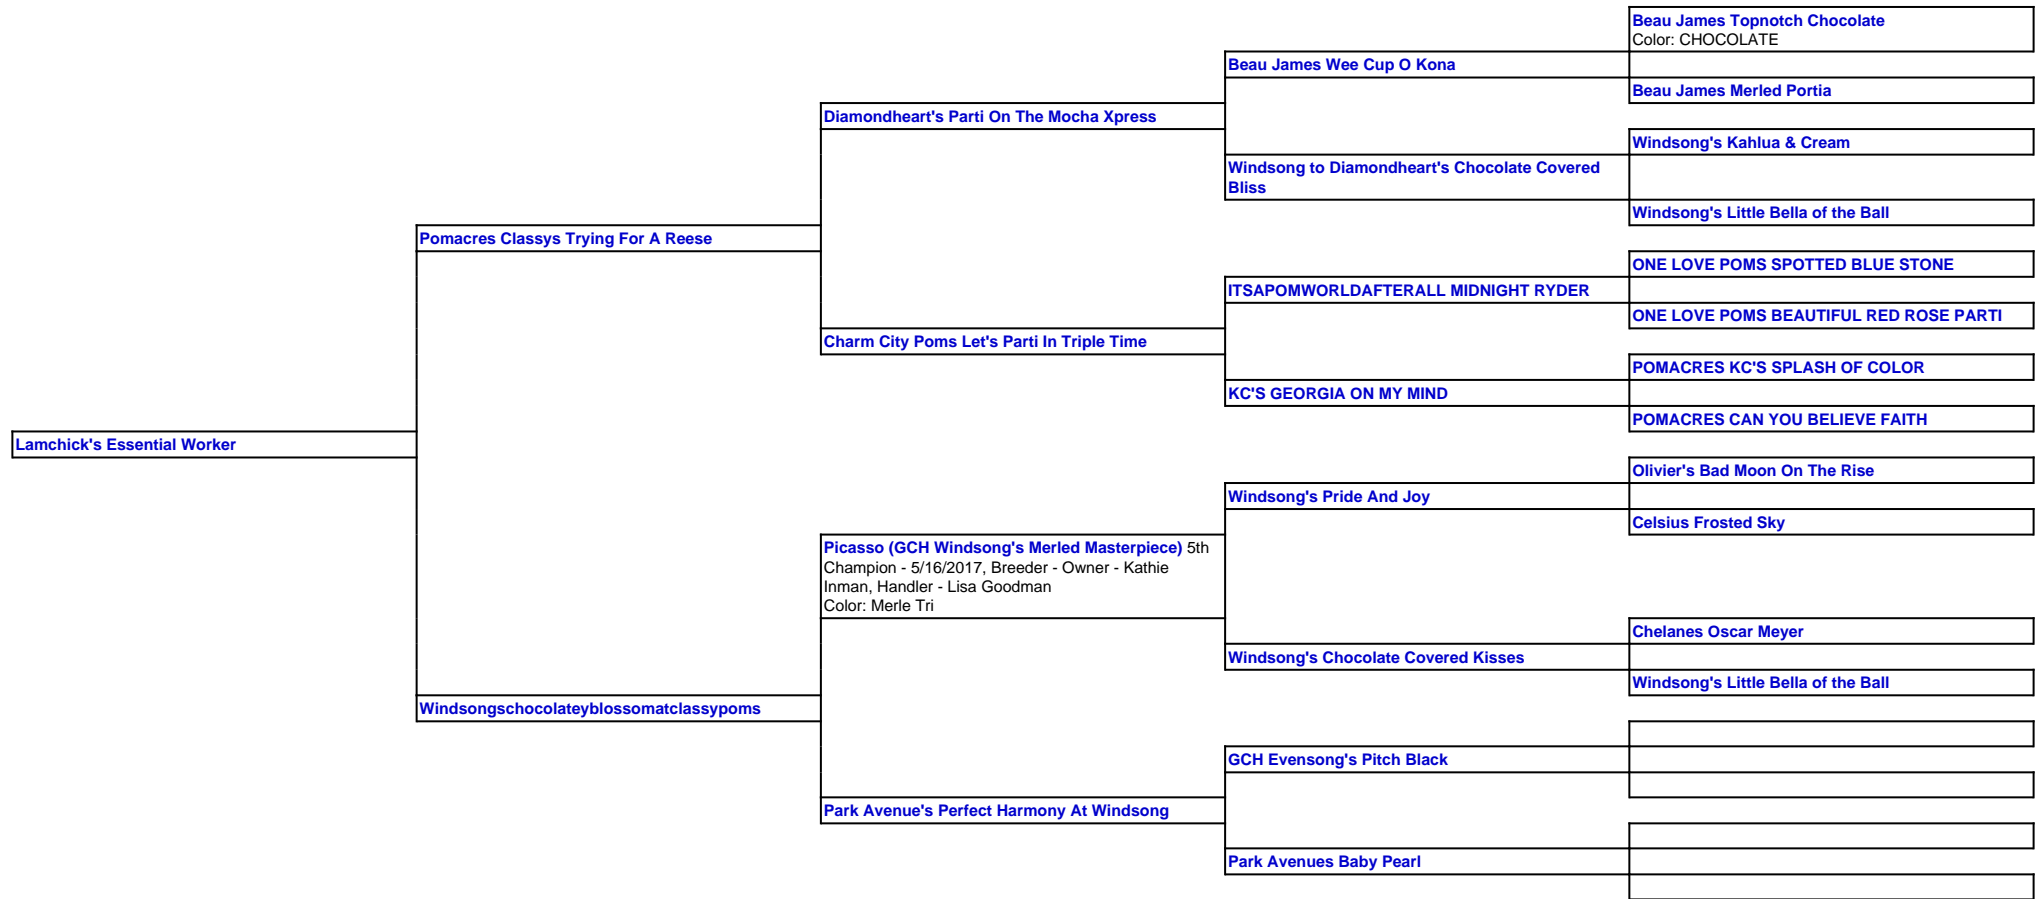 Beau James Topnotch Chocolate
Color: CHOCOLATE
Beau James Wee Cup O Kona
Beau James Merled Portia
Diamondheart's Parti On The Mocha Xpress
Windsong's Kahlua & Cream
Windsong to Diamondheart's Chocolate Covered
Bliss
Windsong's Little Bella of the Ball
Pomacres Classys Trying For A Reese
ONE LOVE POMS SPOTTED BLUE STONE
ITSAPOMWORLDAFTERALL MIDNIGHT RYDER
ONE LOVE POMS BEAUTIFUL RED ROSE PARTI
Charm City Poms Let's Parti In Triple Time
POMACRES KC'S SPLASH OF COLOR
KC'S GEORGIA ON MY MIND
POMACRES CAN YOU BELIEVE FAITH
Lamchick's Essential Worker
Olivier's Bad Moon On The Rise
Windsong's Pride And Joy
Celsius Frosted Sky
Picasso (GCH Windsong's Merled Masterpiece) 5th
Champion - 5/16/2017, Breeder - Owner - Kathie
Inman, Handler - Lisa Goodman
Color: Merle Tri
Chelanes Oscar Meyer
Windsong's Chocolate Covered Kisses
Windsong's Little Bella of the Ball
Windsongschocolateyblossomatclassypoms
GCH Evensong's Pitch Black
Park Avenue's Perfect Harmony At Windsong
Park Avenues Baby Pearl